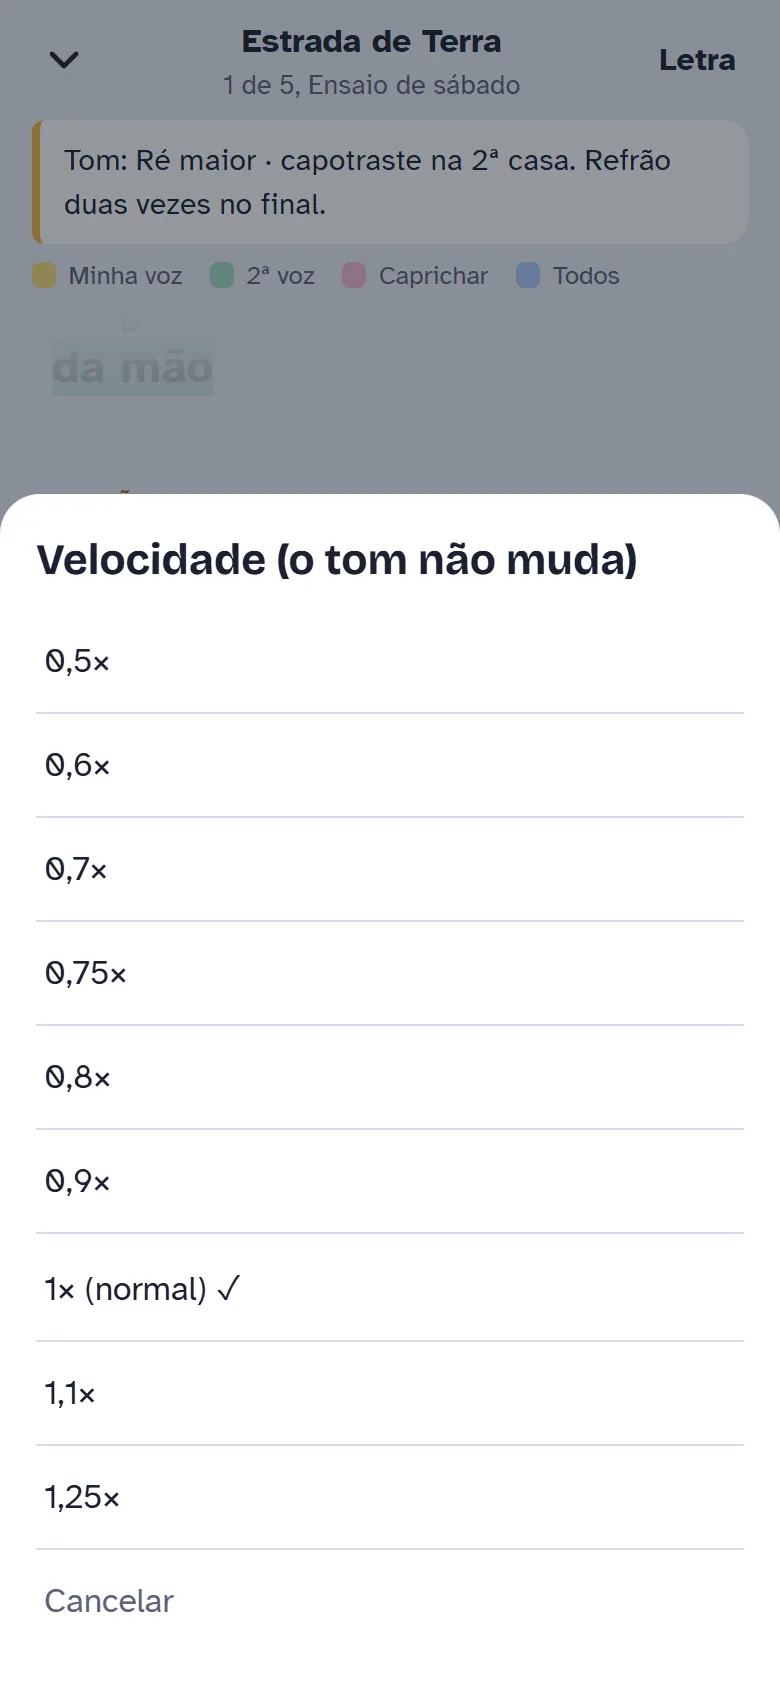 Estrada de Terra
1 de 5, Ensaio de sábado
Letra
Tom: Ré maior · capotraste na 2ª casa. Refrão
duas vezes no final.
Minha voz
2ª voz
Caprichar
Todos
da mão
Velocidade (o tom não muda)
0,5×
0,6×
0,7×
0,75×
0,8×
0,9×
1× (normal) ✓
1,1×
1,25×
Cancelar